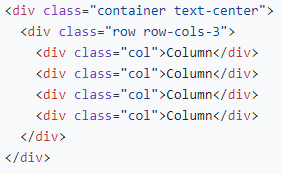 <div class="container text-center">
  <div class="row row-cols-3">
    <div class="col">Column</div>
    <div class="col">Column</div>
    <div class="col">Column</div>
    <div class="col">Column</div>
  </div>
</div>